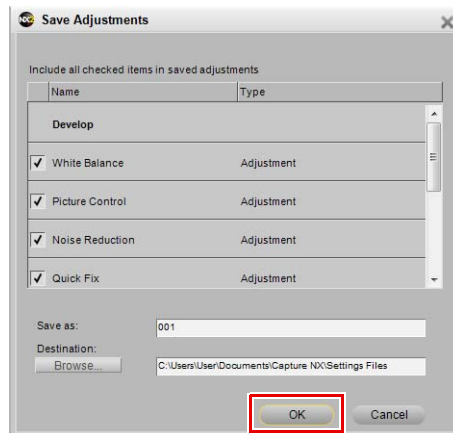 NX2 Save Adjustments
Include all checked items in saved adjustments
Name Type
Develop
White Balance Adjustment
Picture Control Adjustment
Noise Reduction Adjustment
Quick Fix Adjustment
Save as: 001
Destination:
Browse... C:\Users\User\Documents\Capture NX\Settings Files
OK Cancel